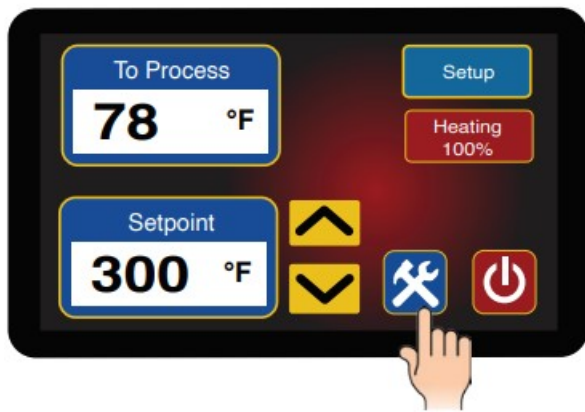 To Process
78 °F
Setup
Heating
100%
Setpoint
300 °F